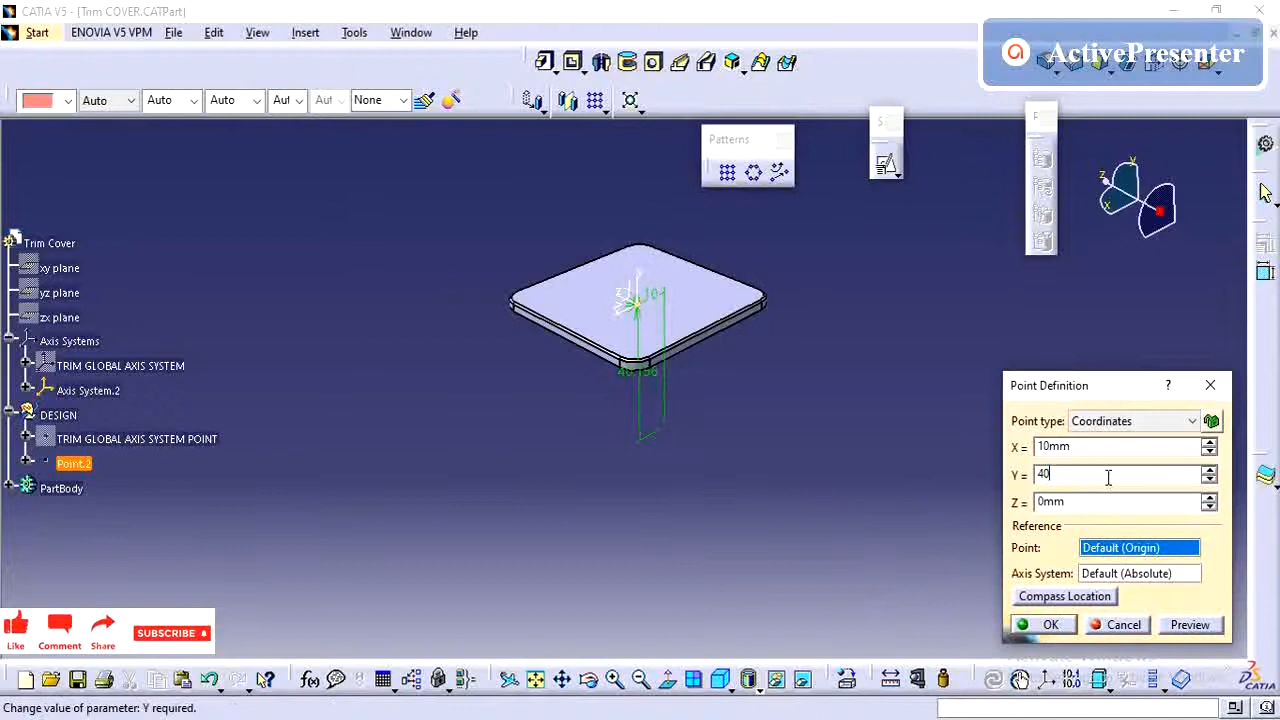 CATIA V5 - [Trim COVER.CATPart]
Start ENOVIA V5 VPM File Edit View Insert Tools Window Help
ActivePresenter
Auto Auto Auto Aut Aut None
Patterns
S
F
z y x
Trim Cover
xy plane
yz plane
zx plane
Axis Systems
TRIM GLOBAL AXIS SYSTEM
Axis System.2
DESIGN
TRIM GLOBAL AXIS SYSTEM POINT
Point.2
PartBody
10
Point Definition ?
Point type: Coordinates
X = 10mm
Y = 40
Z = 0mm
Reference
Point: Default (Origin)
Axis System: Default (Absolute)
Compass Location
OK Cancel Preview
Like Comment Share SUBSCRIBE
f(x)
CATIA
Change value of parameter: Y required.